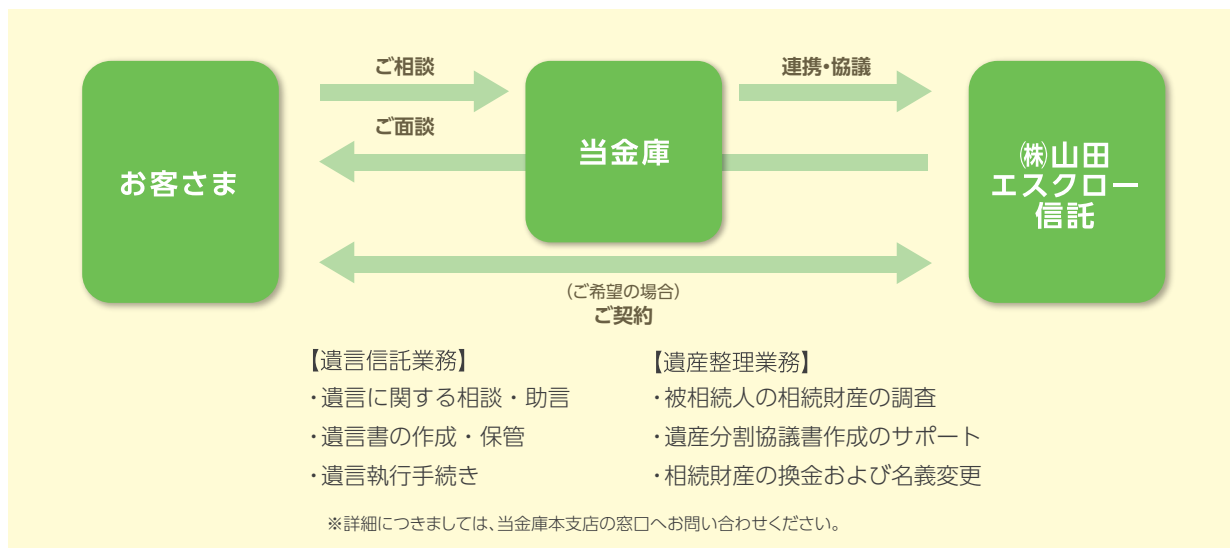 ご相談
連携・協議
ご面談
お客さま
当金庫
㈱山田
エスクロー
信託
(ご希望の場合)
ご契約
【遺言信託業務】
・遺言に関する相談・助言
・遺言書の作成・保管
・遺言執行手続き
【遺産整理業務】
・被相続人の相続財産の調査
・遺産分割協議書作成のサポート
・相続財産の換金および名義変更
※詳細につきましては、当金庫本支店の窓口へお問い合わせください。